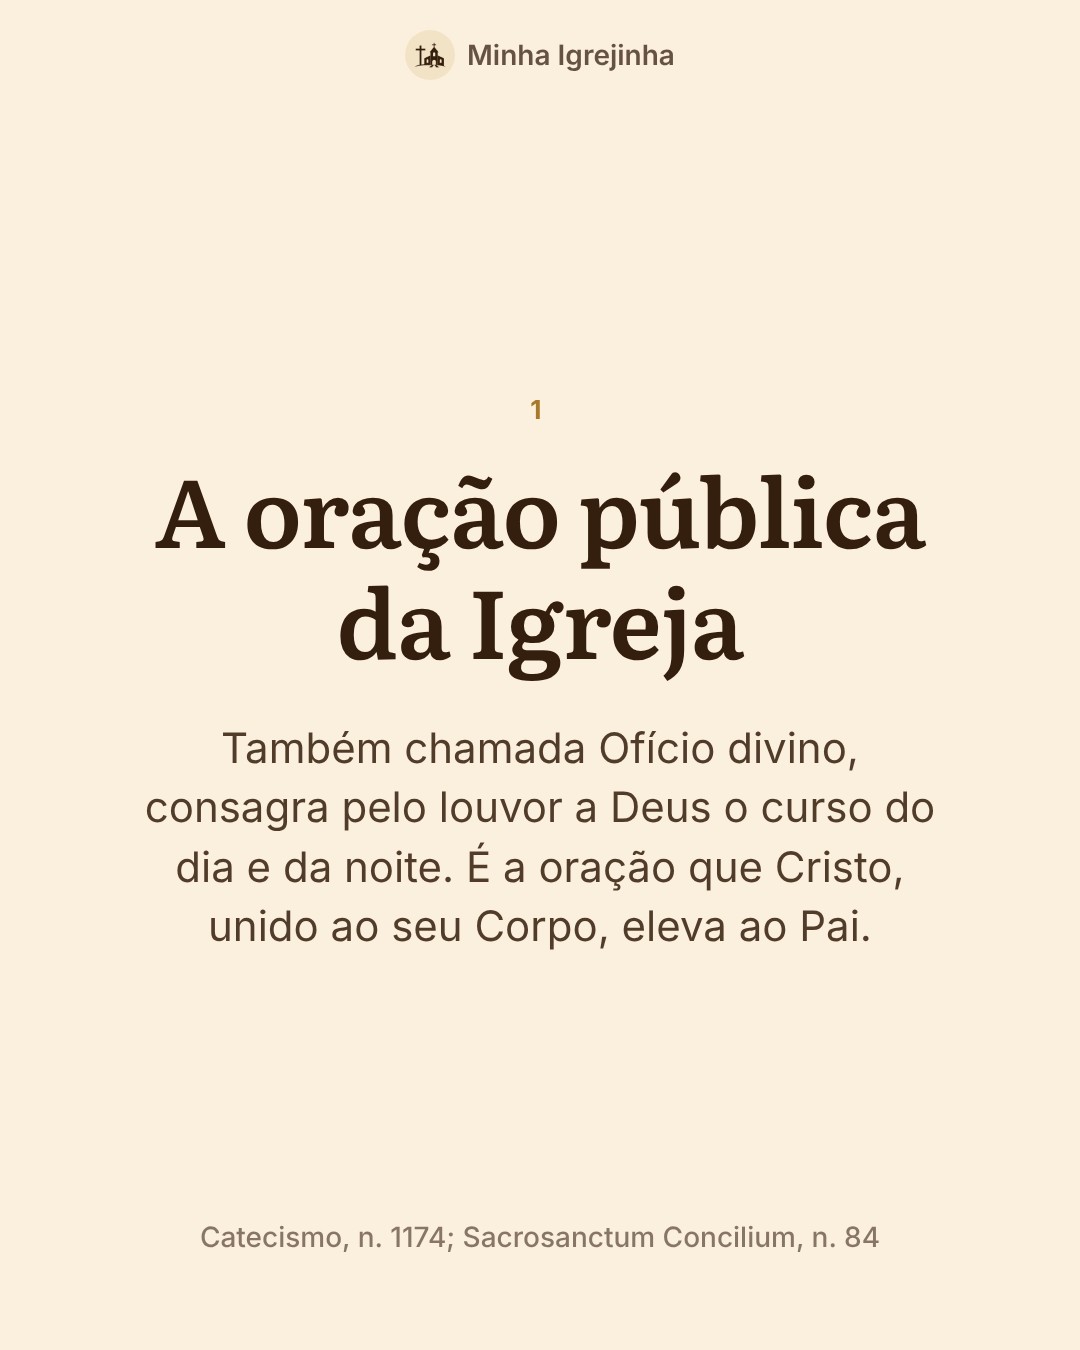 Minha Igrejinha
1
A oração pública
da Igreja
Também chamada Ofício divino,
consagra pelo louvor a Deus o curso do
dia e da noite. É a oração que Cristo,
unido ao seu Corpo, eleva ao Pai.
Catecismo, n. 1174; Sacrosanctum Concilium, n. 84